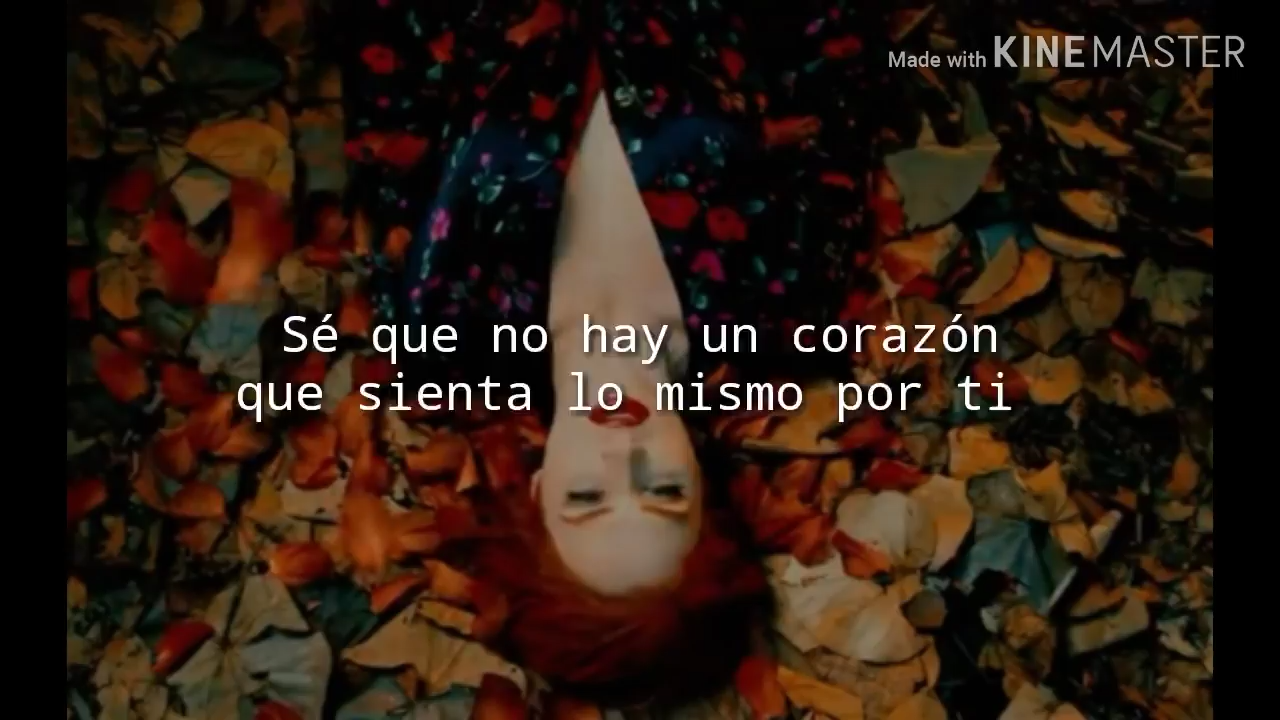 Made with KINEMASTER
Sé que no hay un corazón
que sienta lo mismo por ti